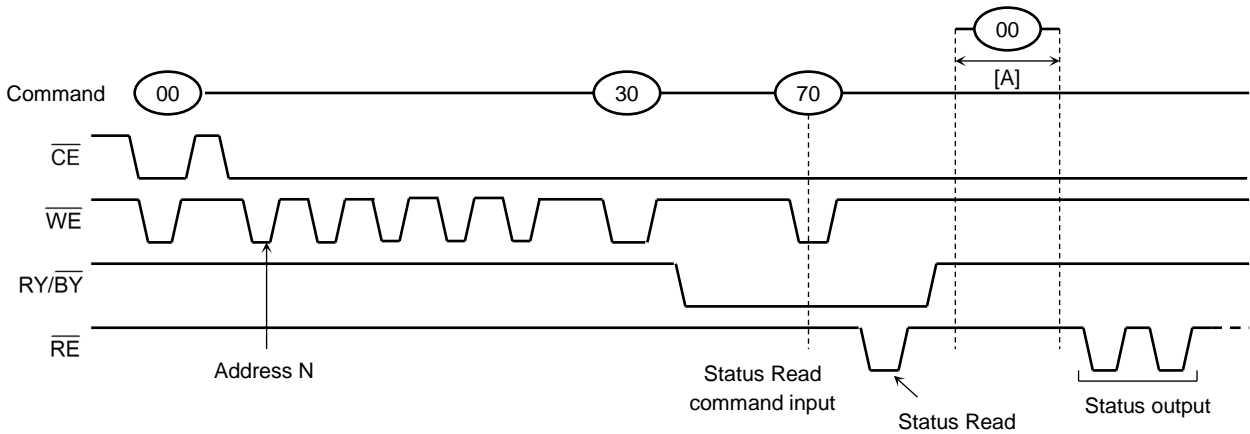 00
[A]
Command 00 30 70
CE
WE
RY/BY
RE
Address N
Status Read
command input
Status Read
Status output